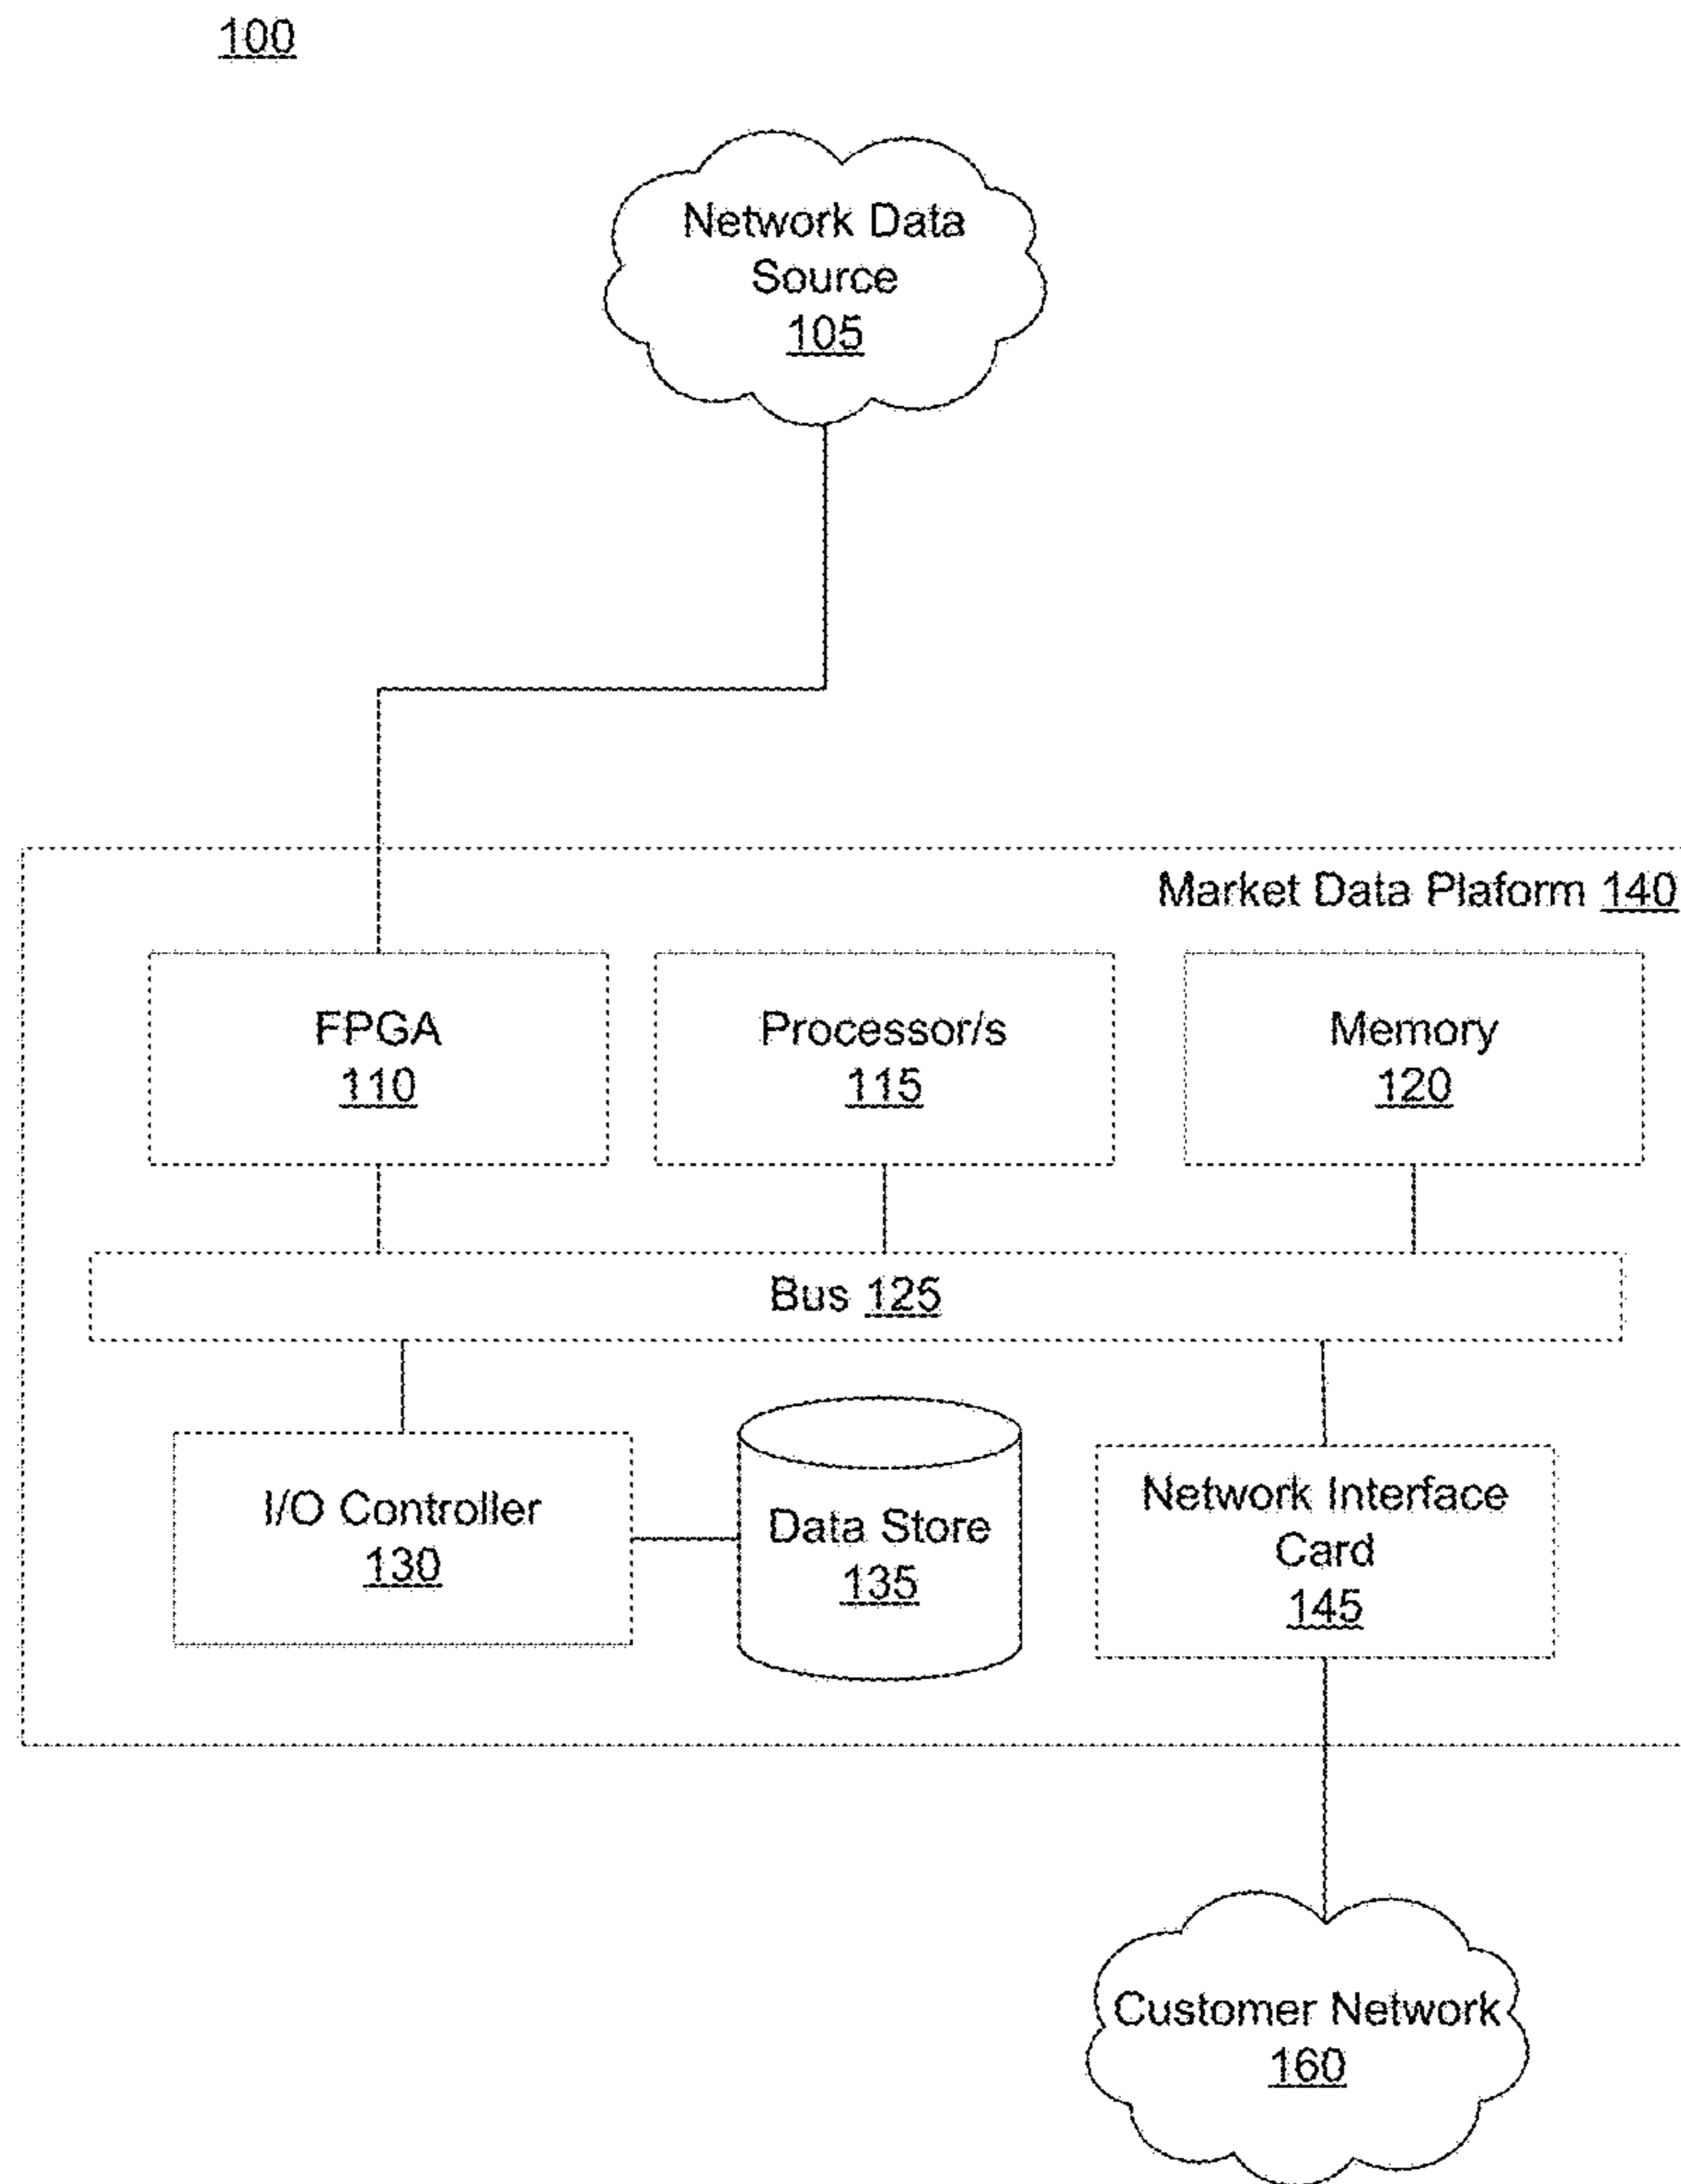 100
Network Data
Source
105
Market Data Plaform 140
FPGA
110
Processor/s
115
Memory
120
Bus 125
I/O Controller
130
Data Store
135
Network Interface
Card
145
Customer Network
160